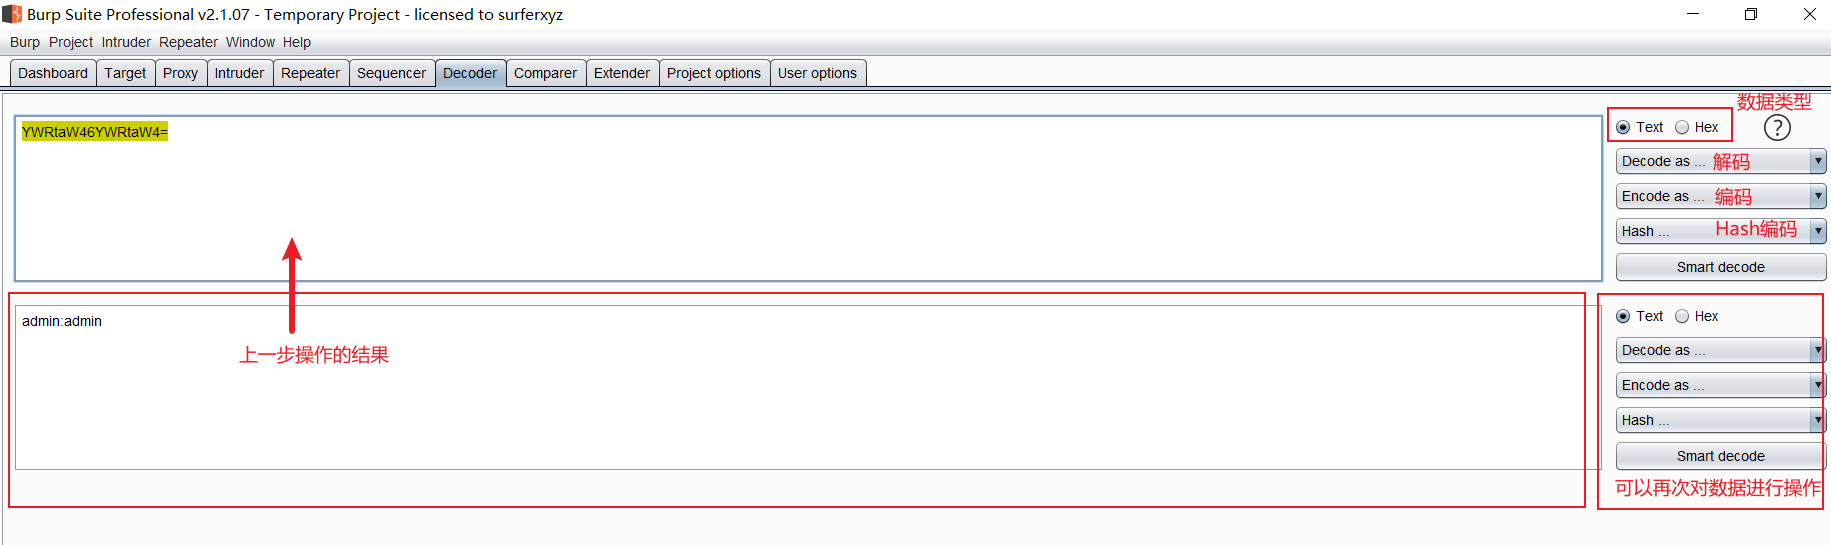 Burp Suite Professional v2.1.07 - Temporary Project - licensed to surferxyz
Burp Project Intruder Repeater Window Help
Dashboard Target Proxy Intruder Repeater Sequencer Decoder Comparer Extender Project options User options
数据类型
YWRtaW46YWRtaW4=
Text Hex ?
Decode as ... 解码
Encode as ... 编码
Hash ... Hash编码
Smart decode
admin:admin
Text Hex
上一步操作的结果
Decode as ...
Encode as ...
Hash ...
Smart decode
可以再次对数据进行操作